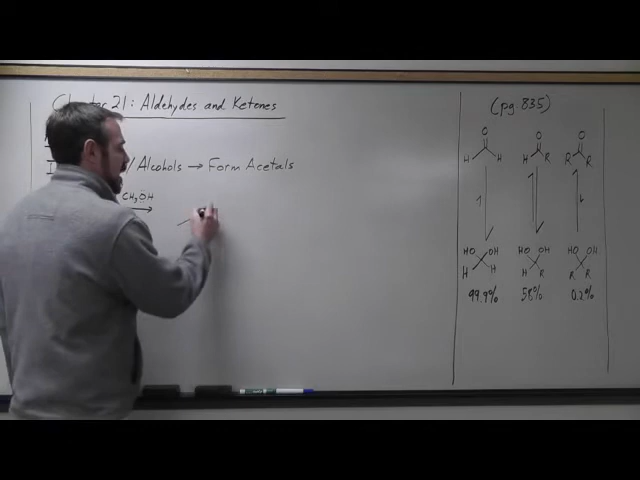 21: Aldehydes and Ketones
/ Alcohols → Form Acetals
CH₃OH
(pg. 835)
O O O
H H H R R R
HO OH HO OH HO OH
H H H R R R
99.9% 58% 0.2%